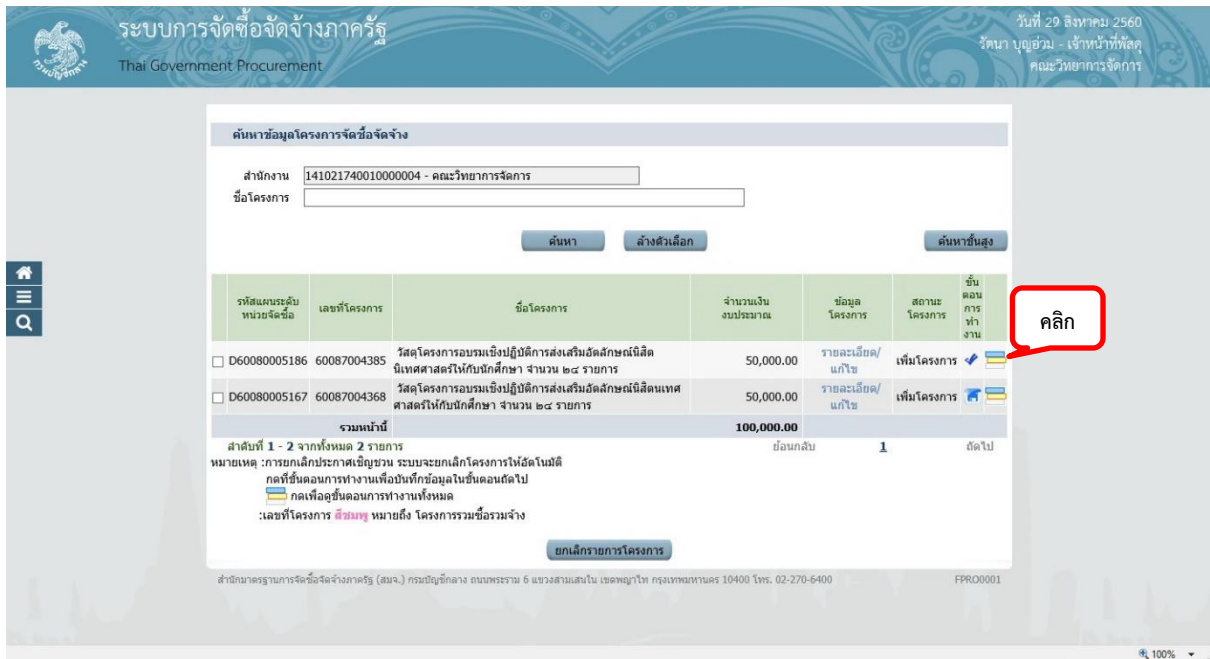 ระบบการจัดซื้อจัดจ้างภาครัฐ
Thai Government Procurement
วันที่ 29 สิงหาคม 2560
รัตนา บุญอ่วม - เจ้าหน้าที่พัสดุ
คณะวิทยาการจัดการ
กรมบัญชีกลาง
ค้นหาข้อมูลโครงการจัดซื้อจัดจ้าง
สำนักงาน 141021740010000004 - คณะวิทยาการจัดการ
ชื่อโครงการ
ค้นหา ล้างตัวเลือก ค้นหาขั้นสูง
รหัสแผนระดับหน่วยจัดซื้อ เลขที่โครงการ ชื่อโครงการ จำนวนเงินงบประมาณ ข้อมูลโครงการ สถานะโครงการ ขั้นตอนการทำงาน
คลิก
D60080005186 60087004385 วัสดุโครงการอบรมเชิงปฏิบัติการส่งเสริมอัตลักษณ์นิสิต 50,000.00 รายละเอียด/ เพิ่มโครงการ
นิเทศศาสตร์ให้กับนักศึกษา จำนวน ๒๔ รายการ แก้ไข
D60080005167 60087004368 วัสดุโครงการอบรมเชิงปฏิบัติการส่งเสริมอัตลักษณ์นิสิตนเทศ 50,000.00 รายละเอียด/ เพิ่มโครงการ
ศาสตร์ให้กับนักศึกษา จำนวน ๒๔ รายการ แก้ไข
รวมหน้านี้ 100,000.00
ลำดับที่ 1 - 2 จากทั้งหมด 2 รายการ ย้อนกลับ 1 ถัดไป
หมายเหตุ :การยกเลิกประกาศเชิญชวน ระบบจะยกเลิกโครงการให้อัตโนมัติ
กดที่ขั้นตอนการทำงานเพื่อบันทึกข้อมูลในขั้นตอนถัดไป
กดเพื่อดูขั้นตอนการทำงานทั้งหมด
:เลขที่โครงการ สีชมพู หมายถึง โครงการรวมซื้อรวมจ้าง
ยกเลิกรายการโครงการ
สำนักมาตรฐานการจัดซื้อจัดจ้างภาครัฐ (สมจ.) กรมบัญชีกลาง ถนนพระราม 6 แขวงสามเสนใน เขตพญาไท กรุงเทพมหานคร 10400 โทร. 02-270-6400 FPRO0001
100%